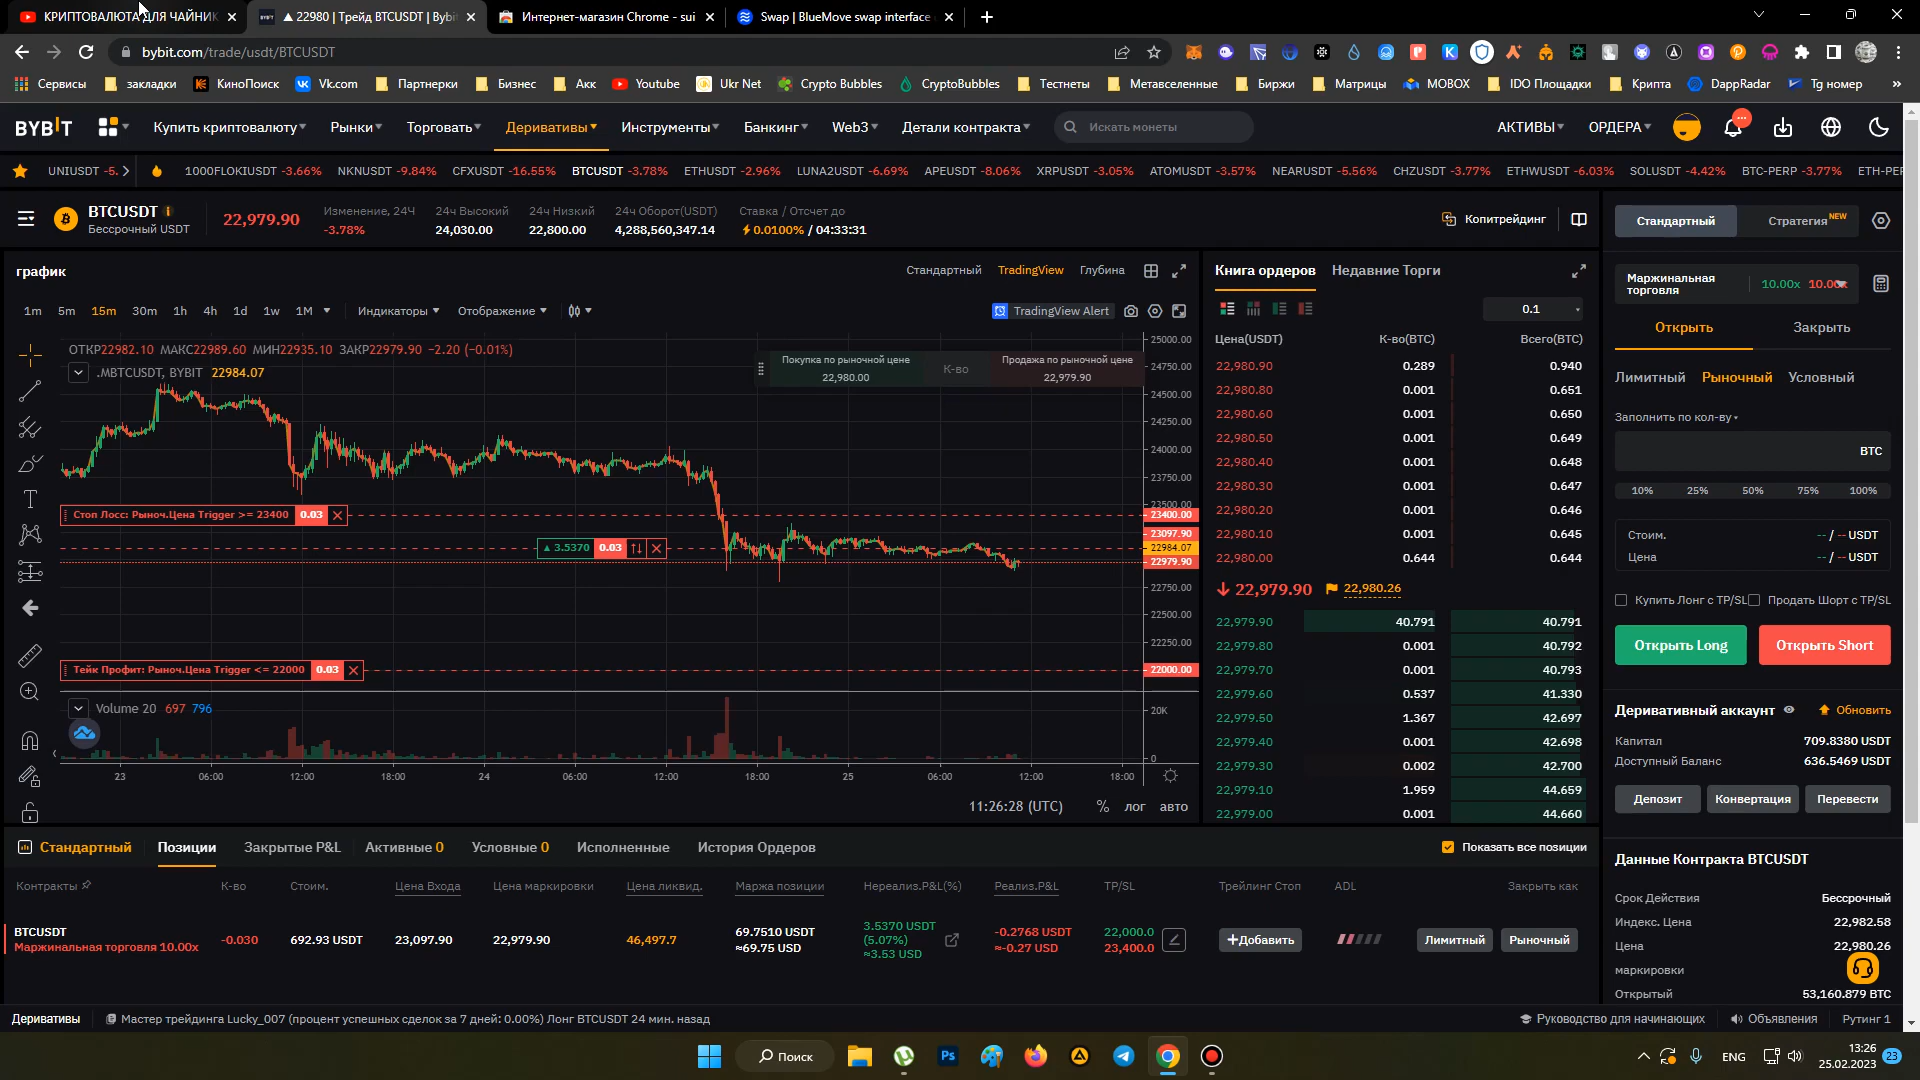 КРИПТОВАЛЮТА ДЛЯ ЧАЙНИК
▲ 22980 | Трейд BTCUSDT | Bybit
Интернет-магазин Chrome - sui
Swap | BlueMove swap interface
bybit.com/trade/usdt/BTCUSDT
Сервисы закладки КиноПоиск Vk.com Партнерки Бизнес Акк Youtube Ukr Net Crypto Bubbles CryptoBubbles Тестнеты Метавселенные Биржи Матрицы MOBOX IDO Площадки Крипта DappRadar Tg номер »
BYBIT Купить криптовалюту Рынки Торговать Деривативы Инструменты Банкинг Web3 Детали контракта Искать монеты АКТИВЫ ОРДЕРА
UNIUSDT -5. 1000FLOKIUSDT -3.66% NKNUSDT -9.84% CFXUSDT -16.55% BTCUSDT -3.78% ETHUSDT -2.96% LUNA2USDT -6.69% APEUSDT -8.06% XRPUSDT -3.05% ATOMUSDT -3.57% NEARUSDT -5.56% CHZUSDT -3.77% ETHWUSDT -6.03% SOLUSDT -4.42% BTC-PERP -3.77% ETH-PER
BTCUSDT
Бессрочный USDT
22,979.90
Изменение, 24Ч
-3.78%
24ч Высокий
24,030.00
24ч Низкий
22,800.00
24ч Оборот(USDT)
4,288,560,347.14
Ставка / Отсчет до
0.0100% / 04:33:31
Копитрейдинг
график
Стандартный TradingView Глубина
1m 5m 15m 30m 1h 4h 1d 1w 1M Индикаторы Отображение TradingView Alert
ОТКР22982.10 МАКС22989.60 МИН22935.10 ЗАКР22979.90 −2.20 (−0.01%)
.MBTCUSDT, BYBIT 22984.07
Покупка по рыночной цене
22,980.00
К-во
Продажа по рыночной цене
22,979.90
Стоп Лосс: Рыноч.Цена Trigger >= 23400 0.03
▲ 3.5370 0.03
Тейк Профит: Рыноч.Цена Trigger <= 22000 0.03
25000.00
24750.00
24500.00
24250.00
24000.00
23750.00
23500.00
23400.00
23097.90
22984.07
22979.90
22750.00
22500.00
22250.00
22000.00
Volume 20 697 796
20K
0
23 06:00 12:00 18:00 24 06:00 12:00 18:00 25 06:00 12:00 18:00
11:26:28 (UTC) % лог авто
Книга ордеров Недавние Торги
0.1
Цена(USDT) К-во(BTC) Всего(BTC)
22,980.90 0.289 0.940
22,980.80 0.001 0.651
22,980.60 0.001 0.650
22,980.50 0.001 0.649
22,980.40 0.001 0.648
22,980.30 0.001 0.647
22,980.20 0.001 0.646
22,980.10 0.001 0.645
22,980.00 0.644 0.644
22,979.90 22,980.26
22,979.90 40.791 40.791
22,979.80 0.001 40.792
22,979.70 0.001 40.793
22,979.60 0.537 41.330
22,979.50 1.367 42.697
22,979.40 0.001 42.698
22,979.30 0.002 42.700
22,979.10 1.959 44.659
22,979.00 0.001 44.660
Стандартный Стратегия NEW
Маржинальная торговля
10.00x 10.00x
Открыть Закрыть
Лимитный Рыночный Условный
Заполнить по кол-ву
BTC
10% 25% 50% 75% 100%
Стоим. -- / -- USDT
Цена -- / -- USDT
Купить Лонг с TP/SL Продать Шорт с TP/SL
Открыть Long Открыть Short
Деривативный аккаунт Обновить
Капитал 709.8380 USDT
Доступный Баланс 636.5469 USDT
Депозит Конвертация Перевести
Данные Контракта BTCUSDT
Срок Действия Бессрочный
Индекс. Цена 22,982.58
Цена маркировки 22,980.26
Открытый 53,160.879 BTC
Стандартный Позиции Закрытые P&L Активные 0 Условные 0 Исполненные История Ордеров Показать все позиции
Контракты К-во Стоим. Цена Входа Цена маркировки Цена ликвид. Маржа позиции Нереализ.P&L(%) Реализ.P&L TP/SL Трейлинг Стоп ADL Закрыть как
BTCUSDT
Маржинальная торговля 10.00x
-0.030 692.93 USDT 23,097.90 22,979.90 46,497.7
69.7510 USDT
≈69.75 USD
3.5370 USDT
(5.07%)
≈3.53 USD
-0.2768 USDT
≈-0.27 USD
22,000.0
23,400.0
+Добавить Лимитный Рыночный
Деривативы Мастер трейдинга Lucky_007 (процент успешных сделок за 7 дней: 0.00%) Лонг BTCUSDT 24 мин. назад
Руководство для начинающих Объявления Рутинг 1
Поиск
ENG
13:26
25.02.2023
23